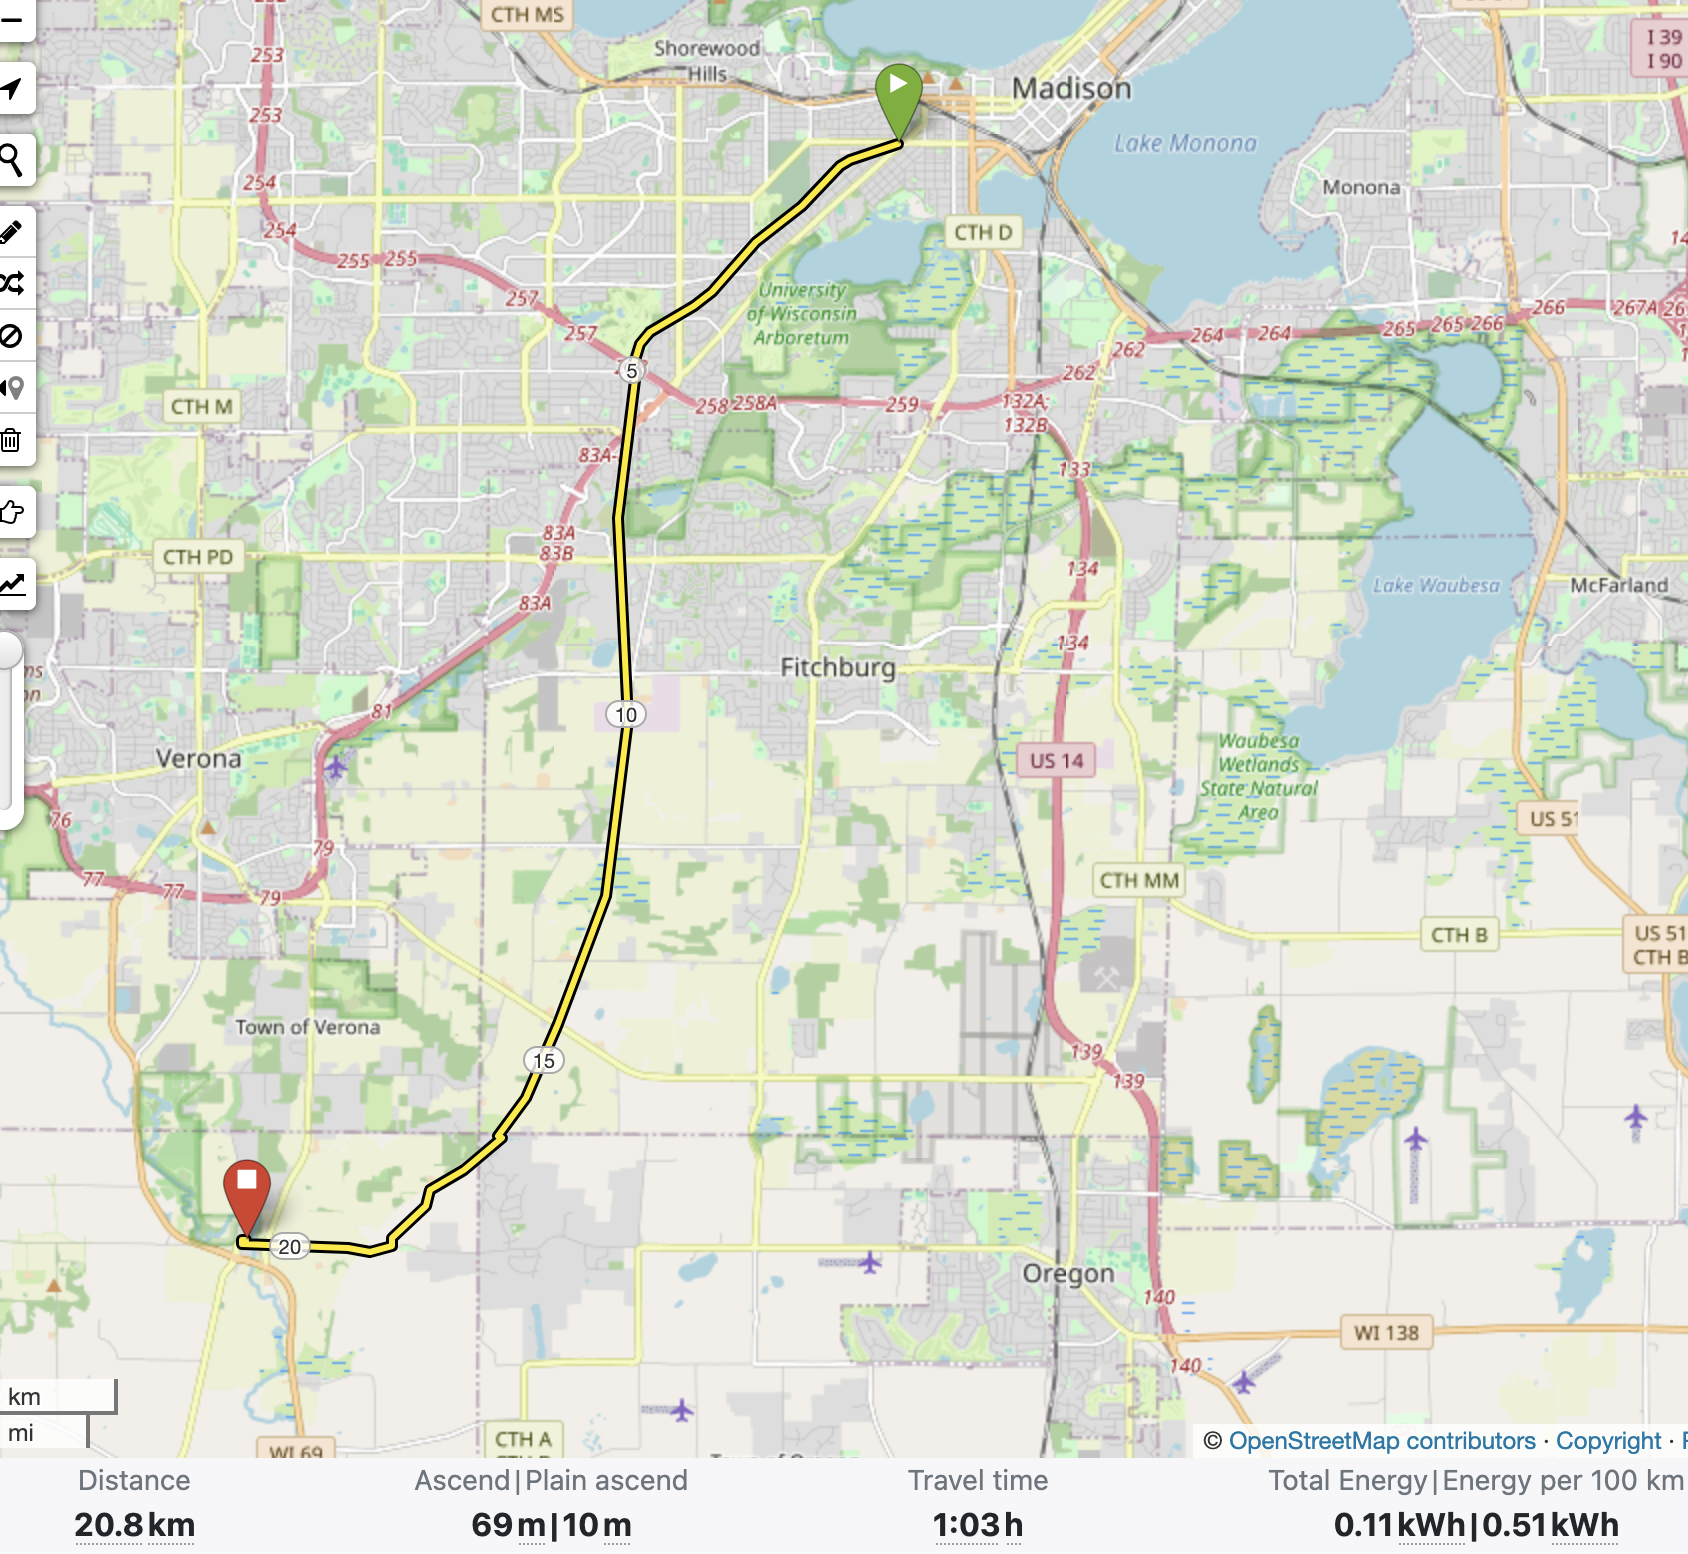 CTH MS
I 39
I 90
253
Shorewood
Hills
Madison
253
Lake Monona
Monona
254
254
CTH D
255 255
257
University
of Wisconsin
Arboretum
257
264 264 265 265 266 266 267A
262
5
262
CTH M
258 258A 259 132A;
132B
83A
133
83A
83B
CTH PD
134
Lake Waubesa
McFarland
83A
134
Fitchburg
81
10
Verona
Waubesa
Wetlands
State Natural
Area
US 14
76
US 51
79
77
77
79
CTH MM
CTH B
US 51
CTH B
Town of Verona
15
139
139
20
Oregon
140
WI 138
140
km
mi
WI 69
CTH A
© OpenStreetMap contributors · Copyright ·
Distance
Ascend|Plain ascend
Travel time
Total Energy|Energy per 100 km
20.8 km
69 m|10 m
1:03 h
0.11 kWh|0.51 kWh